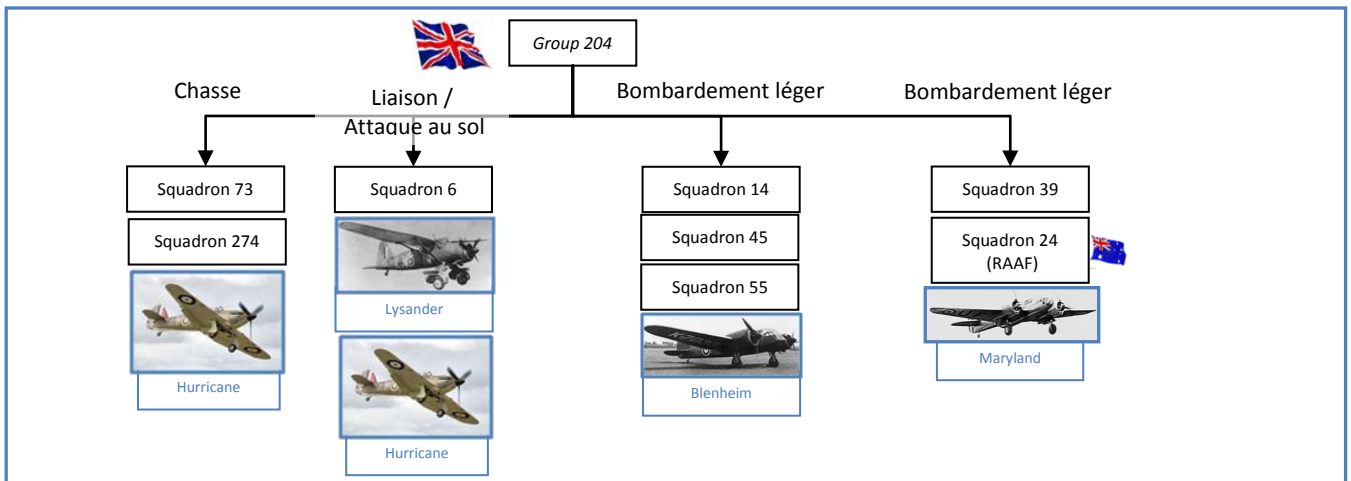 Group 204
Chasse
Liaison /
Attaque au sol
Bombardement léger
Bombardement léger
Squadron 73
Squadron 274
Hurricane
Squadron 6
Lysander
Hurricane
Squadron 14
Squadron 45
Squadron 55
Blenheim
Squadron 39
Squadron 24
(RAAF)
Maryland